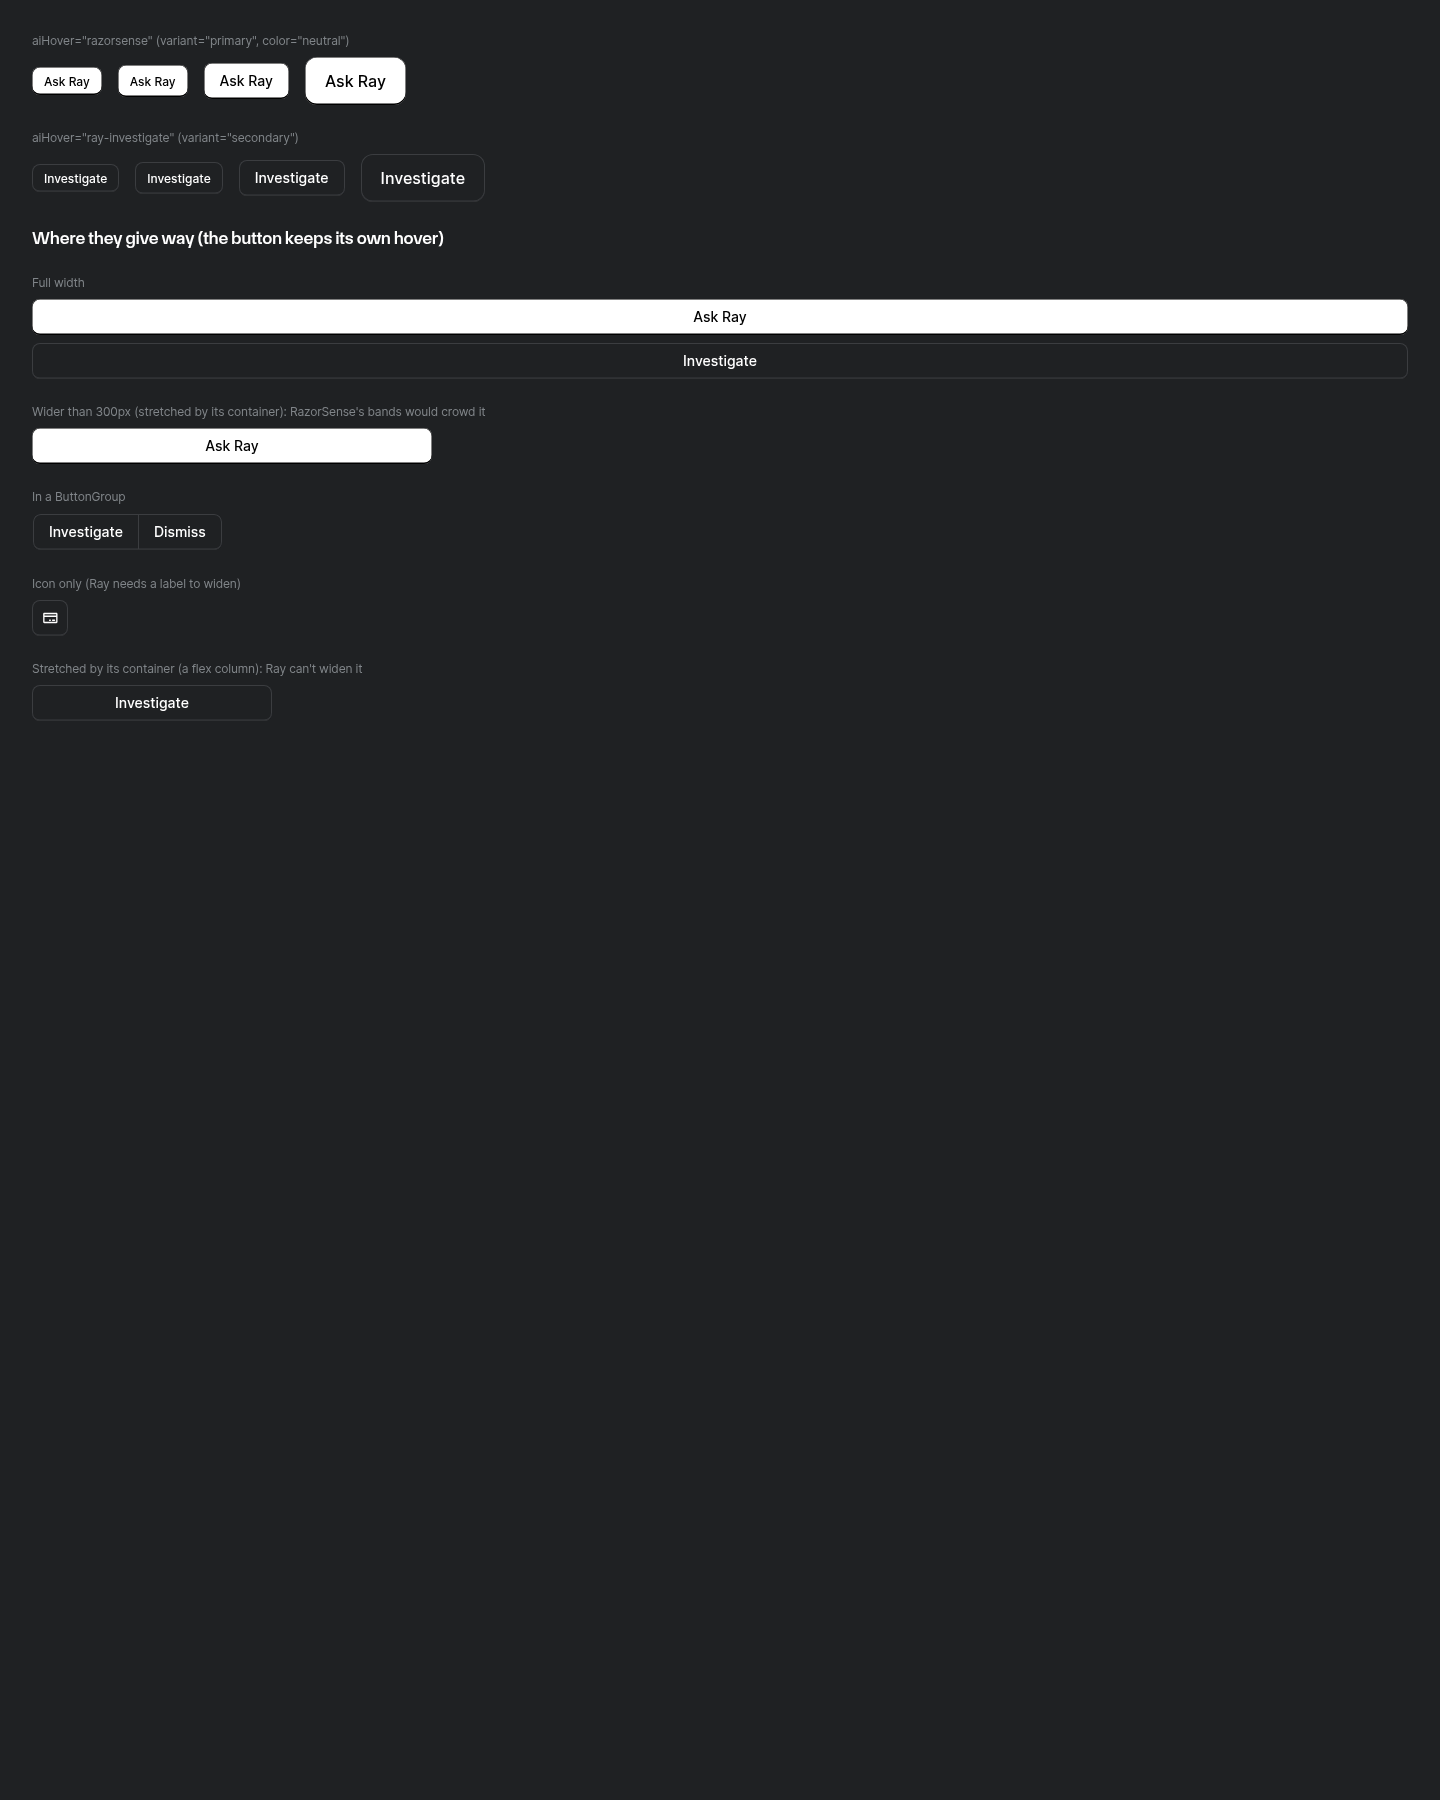 aiHover="razorsense" (variant="primary", color="neutral")
Ask Ray Ask Ray Ask Ray Ask Ray
aiHover="ray-investigate" (variant="secondary")
Investigate Investigate Investigate Investigate
Where they give way (the button keeps its own hover)
Full width
Ask Ray
Investigate
Wider than 300px (stretched by its container): RazorSense's bands would crowd it
Ask Ray
In a ButtonGroup
Investigate Dismiss
Icon only (Ray needs a label to widen)
Stretched by its container (a flex column): Ray can't widen it
Investigate